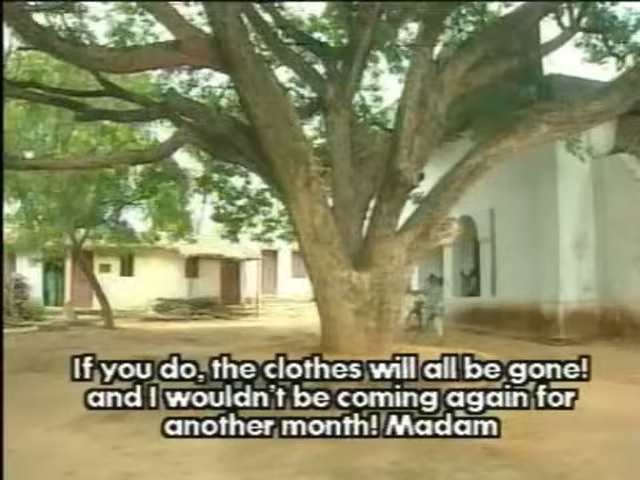 If you do, the clothes will all be gone!
and I wouldn't be coming again for
another month! Madam